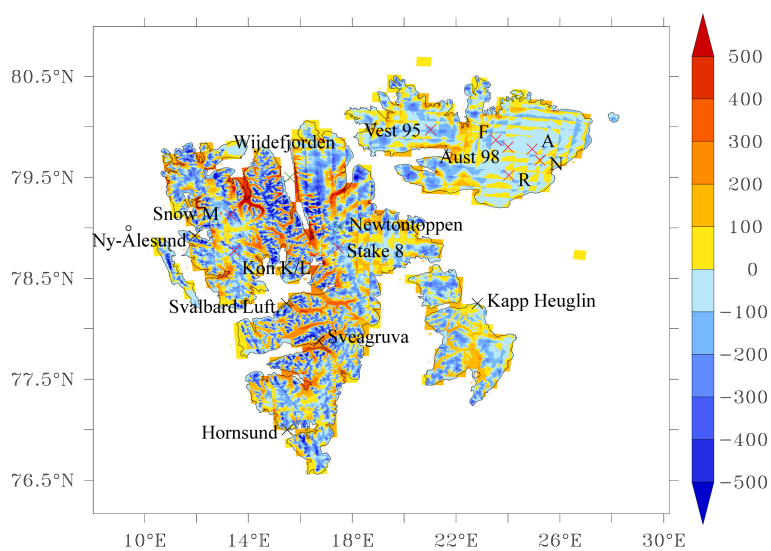 80.5°N
79.5°N
78.5°N
77.5°N
76.5°N
Wijdefjorden
Vest 95
F
A
Aust 98
N
R
Snow M
Ny-Ålesund
Newtontoppen
Stake 8
Kon K/L
Svalbard Luft
Kapp Heuglin
Sveagruva
Hornsund
10°E
14°E
18°E
22°E
26°E
30°E
500
400
300
200
100
0
−100
−200
−300
−400
−500